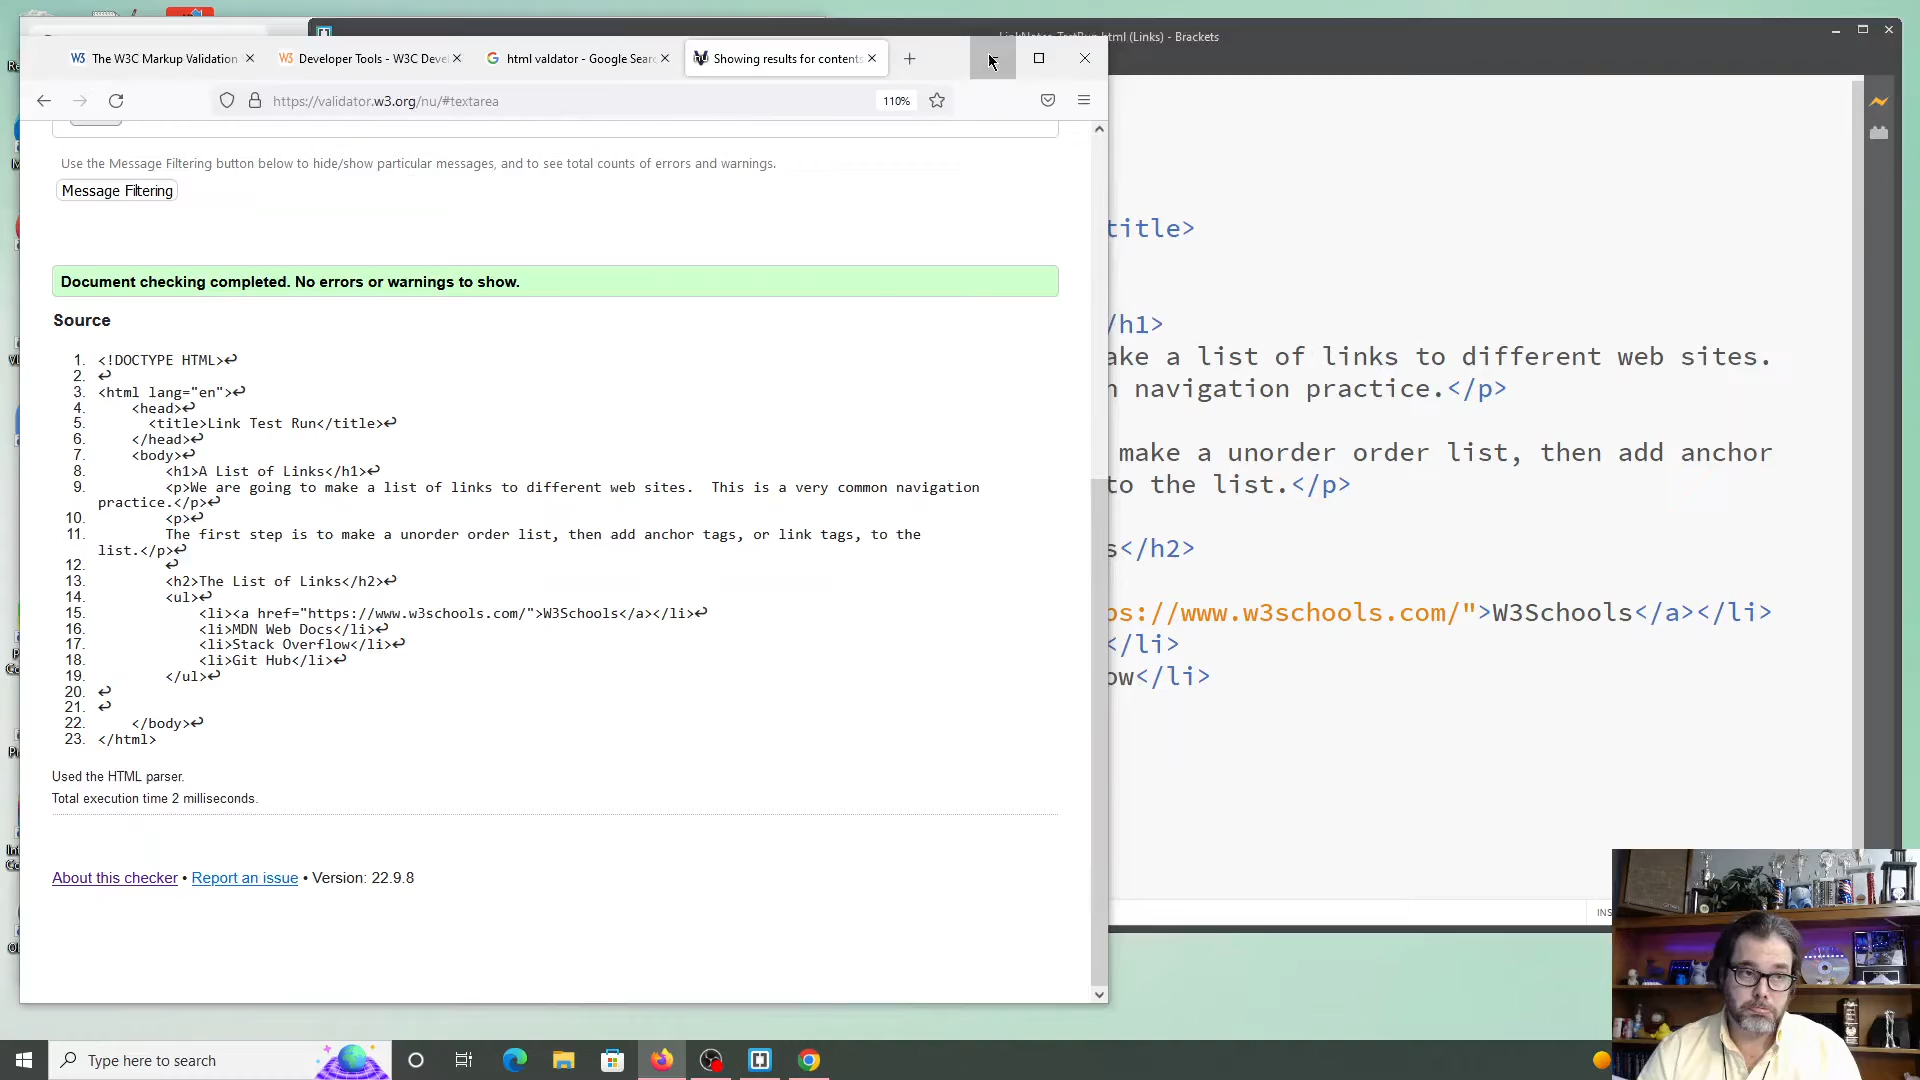 LinkNotes-TestRun.html (Links) - Brackets
The W3C Markup Validation
Developer Tools - W3C Devel
html valdator - Google Searc
Showing results for contents
https://validator.w3.org/nu/#textarea
110%
Use the Message Filtering button below to hide/show particular messages, and to see total counts of errors and warnings.
Message Filtering
Document checking completed. No errors or warnings to show.
Source
1. <!DOCTYPE HTML>↩
2. ↩
3. <html lang="en">↩
4. <head>↩
5. <title>Link Test Run</title>↩
6. </head>↩
7. <body>↩
8. <h1>A List of Links</h1>↩
9. <p>We are going to make a list of links to different web sites.  This is a very common navigation
practice.</p>↩
10. <p>↩
11. The first step is to make a unorder order list, then add anchor tags, or link tags, to the
list.</p>↩
12. ↩
13. <h2>The List of Links</h2>↩
14. <ul>↩
15. <li><a href="https://www.w3schools.com/">W3Schools</a></li>↩
16. <li>MDN Web Docs</li>↩
17. <li>Stack Overflow</li>↩
18. <li>Git Hub</li>↩
19. </ul>↩
20. ↩
21. ↩
22. </body>↩
23. </html>
Used the HTML parser.
Total execution time 2 milliseconds.
About this checker • Report an issue • Version: 22.9.8
title>
/h1>
ake a list of links to different web sites.
n navigation practice.</p>
make a unorder order list, then add anchor
to the list.</p>
s</h2>
ps://www.w3schools.com/">W3Schools</a></li>
</li>
ow</li>
INS
Type here to search